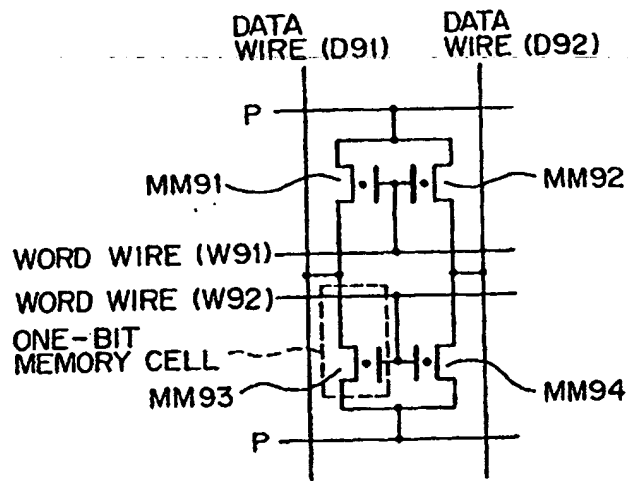 DATA
WIRE (D91)
DATA
WIRE (D92)
P
MM91
MM92
WORD WIRE (W91)
WORD WIRE (W92)
ONE-BIT
MEMORY CELL
MM93
MM94
P